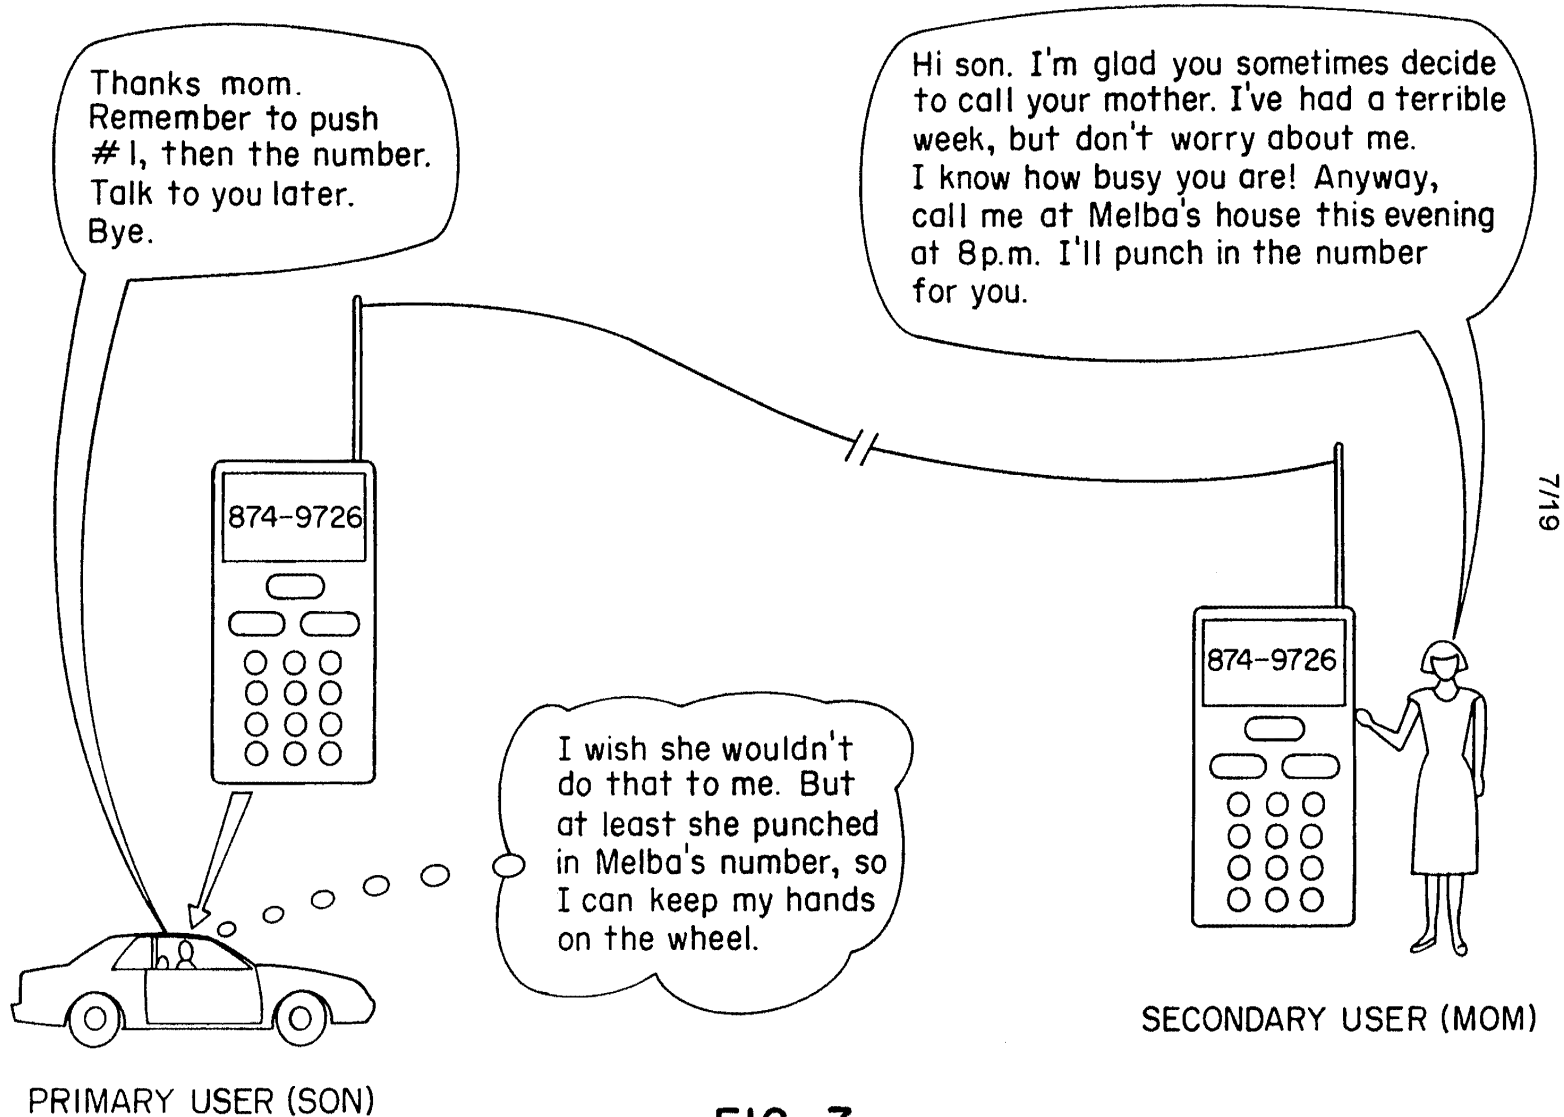 Thanks mom.
Remember to push
#1, then the number.
Talk to you later.
Bye.
Hi son. I'm glad you sometimes decide
to call your mother. I've had a terrible
week, but don't worry about me.
I know how busy you are! Anyway,
call me at Melba's house this evening
at 8p.m. I'll punch in the number
for you.
874-9726
7/19
874-9726
I wish she wouldn't
do that to me. But
at least she punched
in Melba's number, so
I can keep my hands
on the wheel.
SECONDARY USER (MOM)
PRIMARY USER (SON)
FIG.